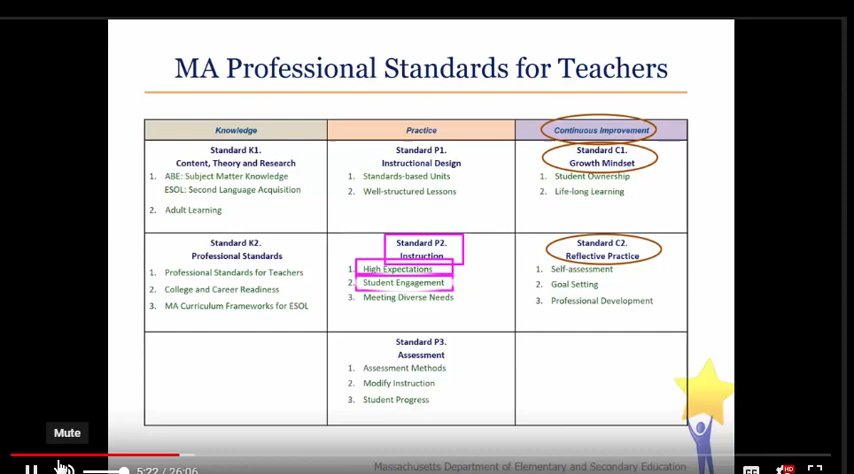 MA Professional Standards for Teachers
Knowledge
Practice
Continuous Improvement
Standard K1.
Content, Theory and Research
1. ABE: Subject Matter Knowledge
ESOL: Second Language Acquisition
2. Adult Learning
Standard P1.
Instructional Design
1. Standards-based Units
2. Well-structured Lessons
Standard C1.
Growth Mindset
1. Student Ownership
2. Life-long Learning
Standard K2.
Professional Standards
1. Professional Standards for Teachers
2. College and Career Readiness
3. MA Curriculum Frameworks for ESOL
Standard P2.
Instruction
1. High Expectations
2. Student Engagement
3. Meeting Diverse Needs
Standard C2.
Reflective Practice
1. Self-assessment
2. Goal Setting
3. Professional Development
Standard P3.
Assessment
1. Assessment Methods
2. Modify Instruction
3. Student Progress
Mute
5:22 / 26:06
Massachusetts Department of Elementary and Secondary Education
CC
HD